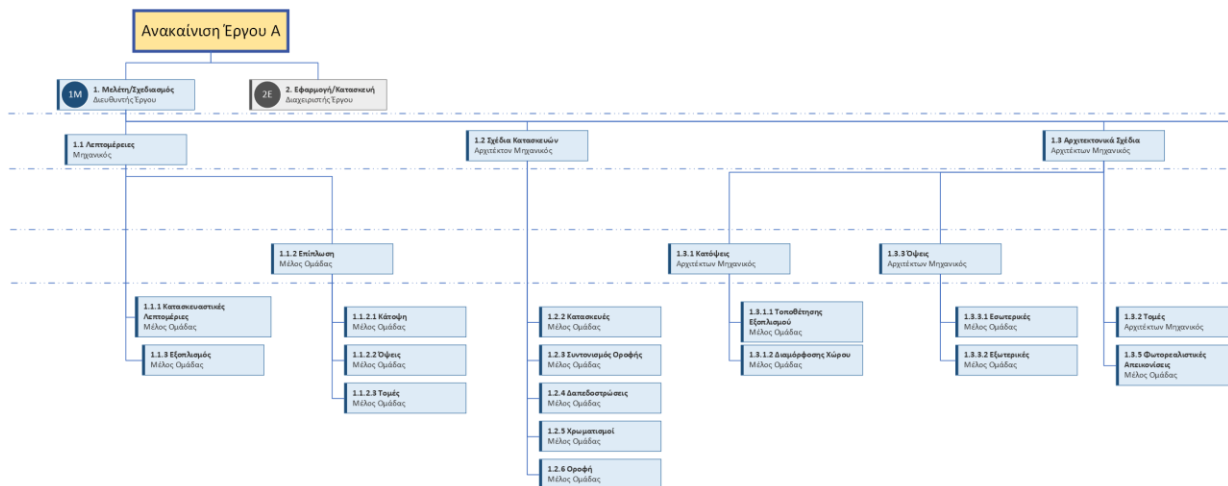 Ανακαίνιση Έργου Α
1Μ
1. Μελέτη/Σχεδιασμός
Διευθυντής Έργου
2Ε
2. Εφαρμογή/Κατασκευή
Διαχειριστής Έργου
1.1 Λεπτομέρειες
Μηχανικός
1.2 Σχέδια Κατασκευών
Αρχιτέκτον Μηχανικός
1.3 Αρχιτεκτονικά Σχέδια
Αρχιτέκτων Μηχανικός
1.1.2 Επίπλωση
Μέλος Ομάδας
1.3.1 Κατόψεις
Αρχιτέκτων Μηχανικός
1.3.3 Όψεις
Αρχιτέκτων Μηχανικός
1.1.1 Κατασκευαστικές
Λεπτομέριες
Μέλος Ομάδας
1.1.3 Εξοπλισμός
Μέλος Ομάδας
1.1.2.1 Κάτοψη
Μέλος Ομάδας
1.1.2.2 Όψεις
Μέλος Ομάδας
1.1.2.3 Τομές
Μέλος Ομάδας
1.2.2 Κατασκευές
Μέλος Ομάδας
1.2.3 Συντονισμός Οροφής
Μέλος Ομάδας
1.2.4 Δαπεδοστρώσεις
Μέλος Ομάδας
1.2.5 Χρωματισμοί
Μέλος Ομάδας
1.2.6 Οροφή
Μέλος Ομάδας
1.3.1.1 Τοποθέτησης
Εξοπλισμού
Μέλος Ομάδας
1.3.1.2 Διαμόρφοσης Χώρου
Μέλος Ομάδας
1.3.3.1 Εσωτερικές
Μέλος Ομάδας
1.3.3.2 Εξωτερικές
Μέλος Ομάδας
1.3.2 Τομές
Αρχιτέκτων Μηχανικός
1.3.5 Φωτορεαλιστικές
Απεικονίσεις
Μέλος Ομάδας